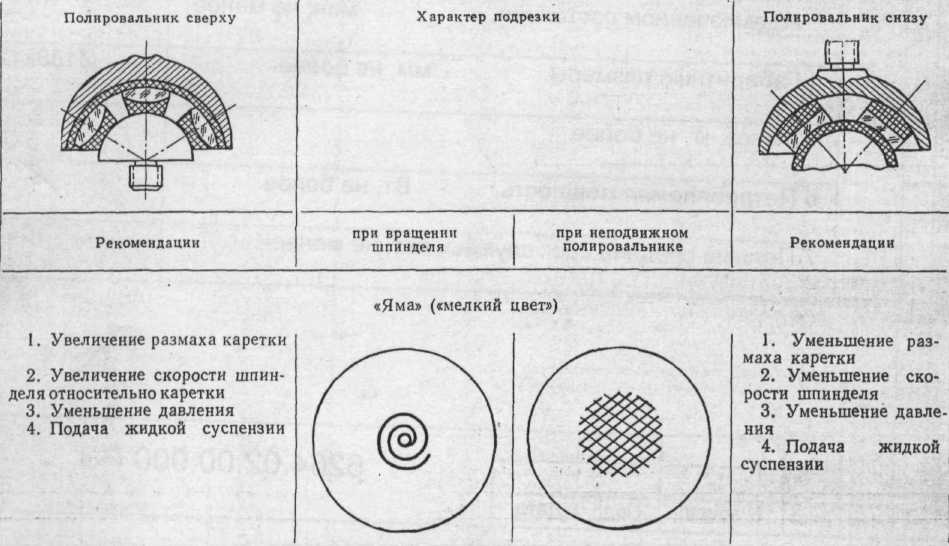 Полировальник сверху
Характер подрезки
Полировальник снизу
Рекомендации
при вращении
шпинделя
при неподвижном
полировальнике
Рекомендации
«Яма» («мелкий цвет»)
1. Увеличение размаха каретки
2. Увеличение скорости шпин-
деля относительно каретки
3. Уменьшение давления
4. Подача жидкой суспензии
1. Уменьшение раз-
маха каретки
2. Уменьшение ско-
рости шпинделя
3. Уменьшение давле-
ния
4. Подача жидкой
суспензии